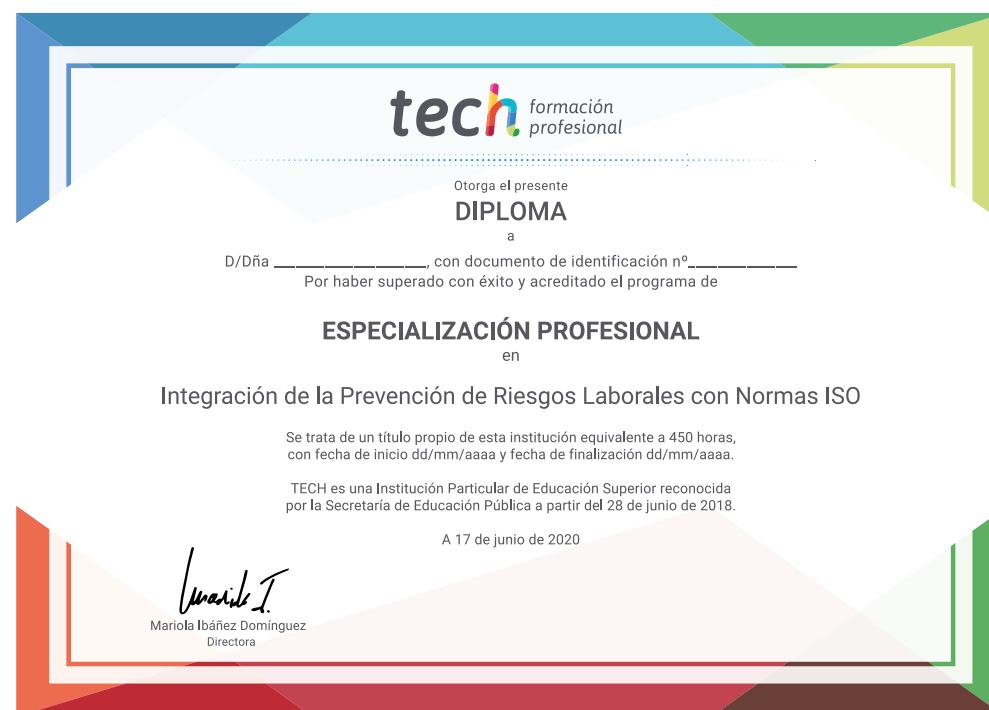 tech formación
profesional
Otorga el presente
DIPLOMA
a
D/Dña ____________________, con documento de identificación nº______________
Por haber superado con éxito y acreditado el programa de
ESPECIALIZACIÓN PROFESIONAL
en
Integración de la Prevención de Riesgos Laborales con Normas ISO
Se trata de un título propio de esta institución equivalente a 450 horas,
con fecha de inicio dd/mm/aaaa y fecha de finalización dd/mm/aaaa.
TECH es una Institución Particular de Educación Superior reconocida
por la Secretaría de Educación Pública a partir del 28 de junio de 2018.
A 17 de junio de 2020
Mariola I.
Mariola Ibáñez Domínguez
Directora